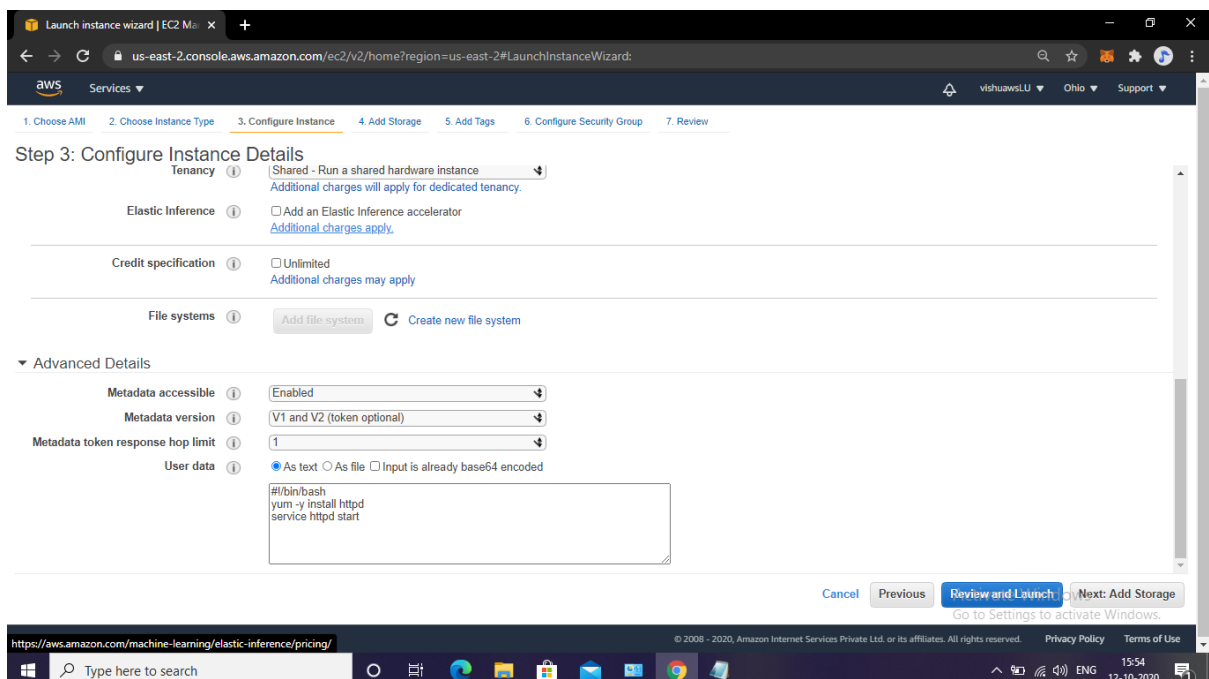 Launch instance wizard | EC2 Ma
us-east-2.console.aws.amazon.com/ec2/v2/home?region=us-east-2#LaunchInstanceWizard:
aws Services vishuawsLU Ohio Support
1. Choose AMI 2. Choose Instance Type 3. Configure Instance 4. Add Storage 5. Add Tags 6. Configure Security Group 7. Review
Step 3: Configure Instance Details
Tenancy Shared - Run a shared hardware instance
Additional charges will apply for dedicated tenancy.
Elastic Inference Add an Elastic Inference accelerator
Additional charges apply.
Credit specification Unlimited
Additional charges may apply
File systems Add file system Create new file system
Advanced Details
Metadata accessible Enabled
Metadata version V1 and V2 (token optional)
Metadata token response hop limit 1
User data As text As file Input is already base64 encoded
#!/bin/bash
yum -y install httpd
service httpd start
Cancel Previous Review and Launch Next: Add Storage
Activate Windows
Go to Settings to activate Windows.
https://aws.amazon.com/machine-learning/elastic-inference/pricing/
© 2008 - 2020, Amazon Internet Services Private Ltd. or its affiliates. All rights reserved. Privacy Policy Terms of Use
Type here to search ENG 15:54
12-10-2020